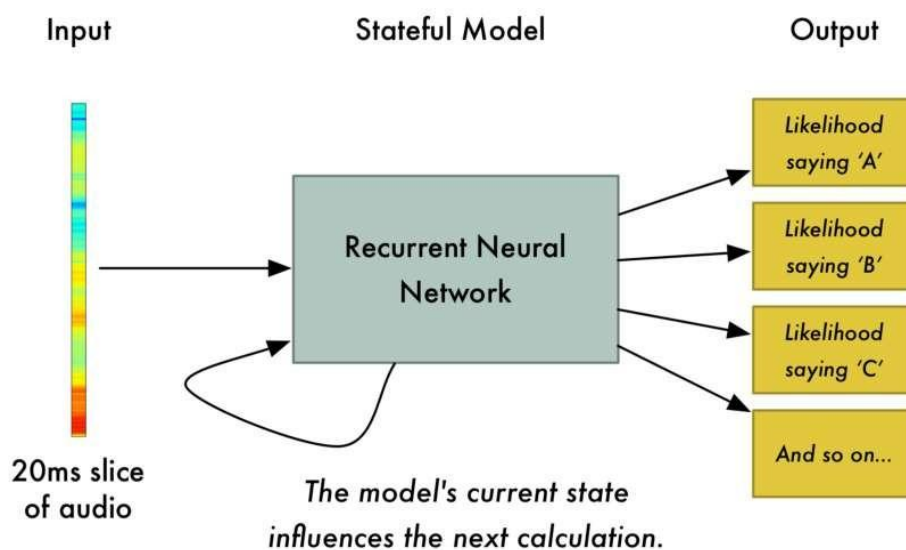 Input
Stateful Model
Output
20ms slice
of audio
Recurrent Neural
Network
The model's current state
influences the next calculation.
Likelihood
saying ‘A’
Likelihood
saying ‘B’
Likelihood
saying ‘C’
And so on...